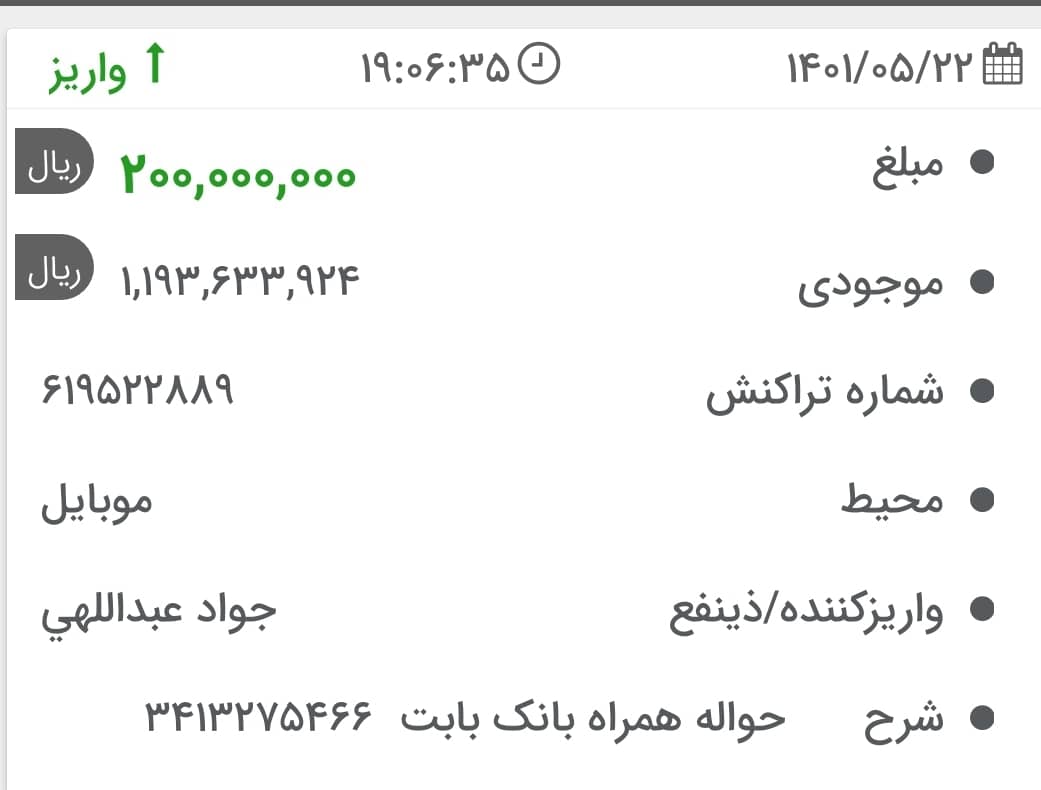 ۱۴۰۱/۰۵/۲۲ ۱۹:۰۶:۳۵ واریز
مبلغ ۲۰۰,۰۰۰,۰۰۰ ریال
موجودی ۱,۱۹۳,۶۳۳,۹۲۴ ریال
شماره تراکنش ۶۱۹۵۲۲۸۸۹
محیط موبایل
واریزکننده/ذینفع جواد عبداللهي
شرح حواله همراه بانک بابت ۳۴۱۳۲۷۵۴۶۶